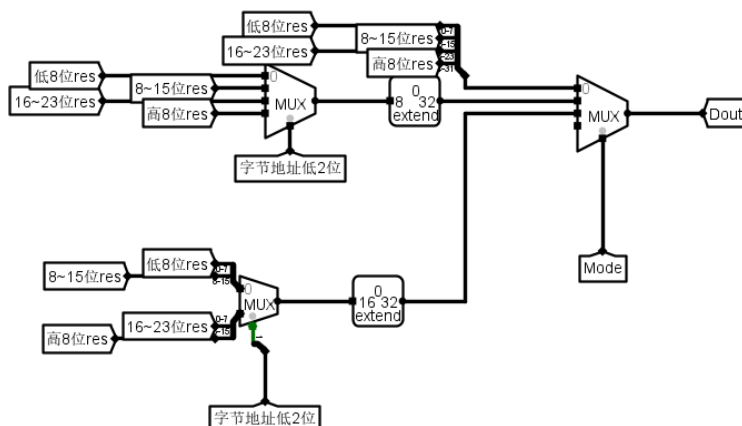 低8位res
8~15位res
16~23位res
高8位res
0-7
8-15
低8位res
8~15位res
16~23位res
高8位res
0
MUX
0
8 32
extend
0
MUX
Dout
字节地址低2位
Mode
低8位res
8~15位res
0-7
8-15
0
MUX
0
16 32
extend
16~23位res
高8位res
0-7
8-15
1
字节地址低2位